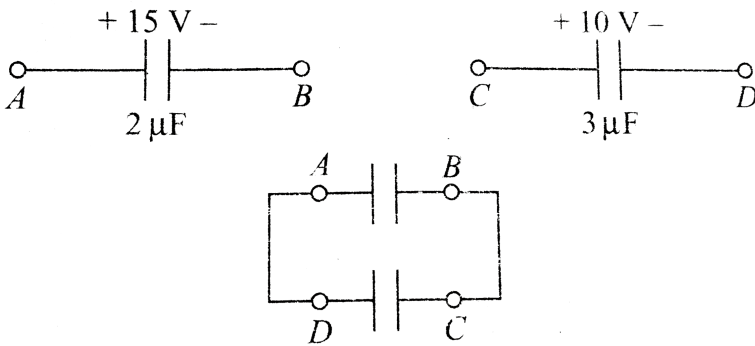 + 15 V – + 10 V –
A B C D
2 μF 3 μF
A B
D C